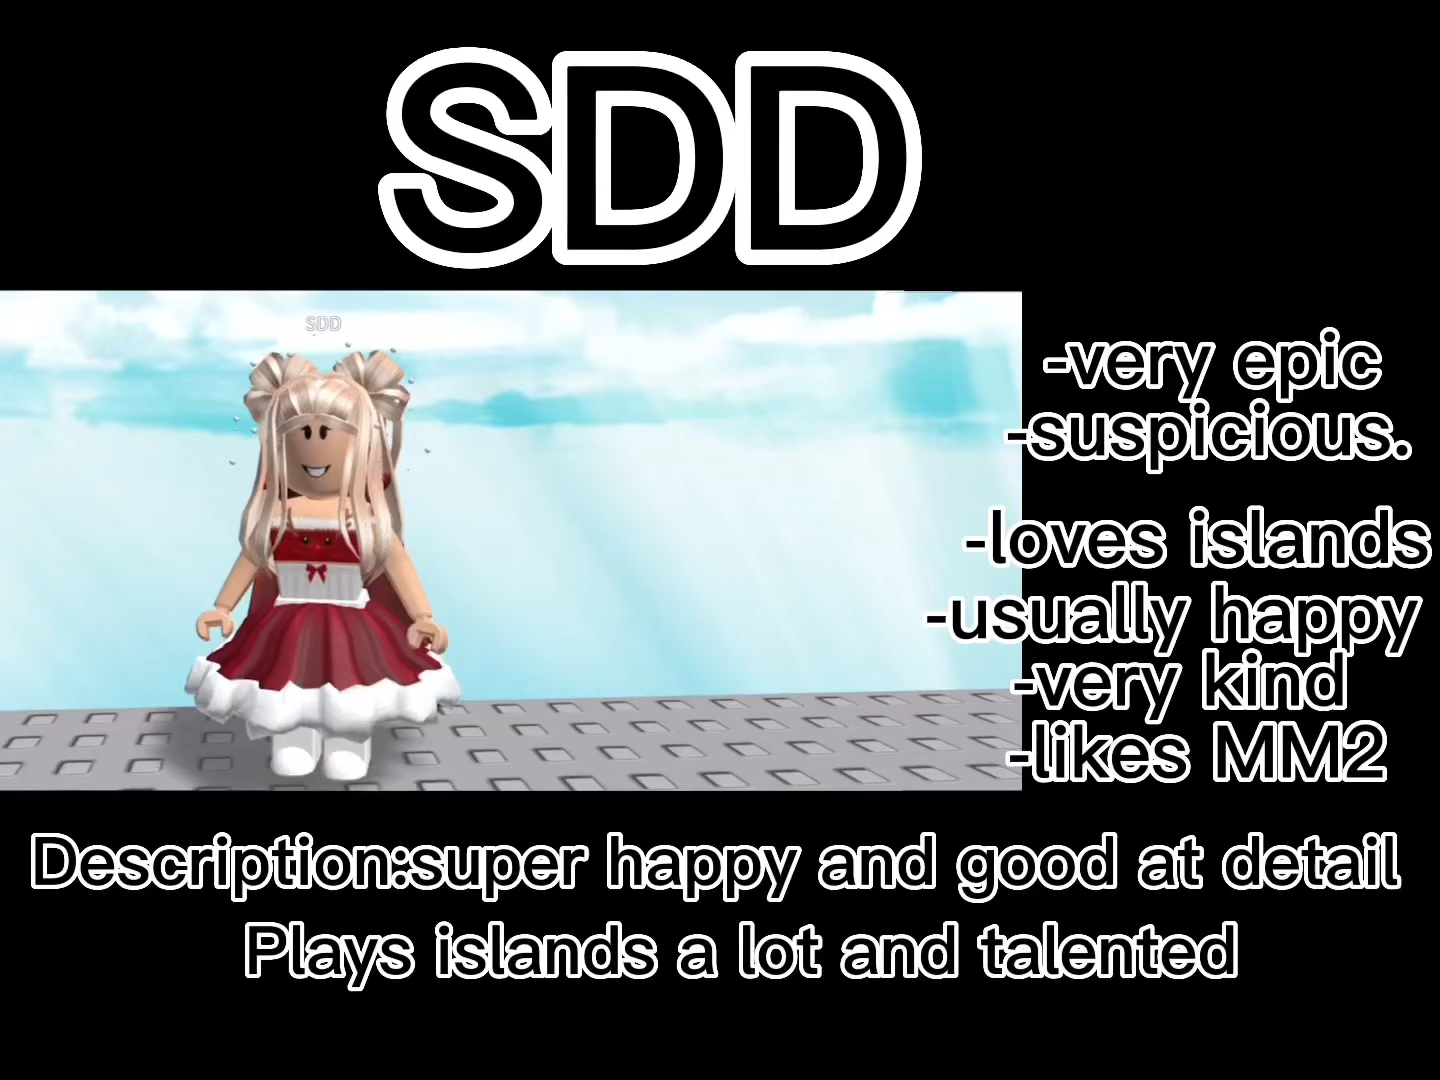 SDD
SDD
-very epic
-suspicious.
-loves islands
-usually happy
-very kind
-likes MM2
Description:super happy and good at detail
Plays islands a lot and talented